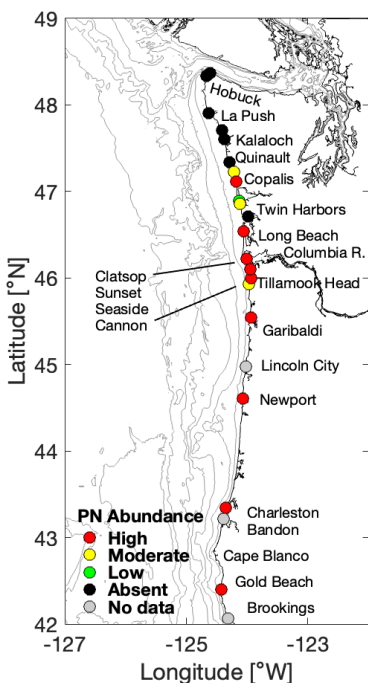 49
48
47
46
45
44
43
42
Latitude [°N]
Hobuck
La Push
Kalaloch
Quinault
Copalis
Twin Harbors
Long Beach
Columbia R.
Clatsop
Sunset
Seaside
Cannon
Tillamook Head
Garibaldi
Lincoln City
Newport
Charleston
Bandon
Cape Blanco
Gold Beach
Brookings
PN Abundance
High
Moderate
Low
Absent
No data
-127
-125
-123
Longitude [°W]